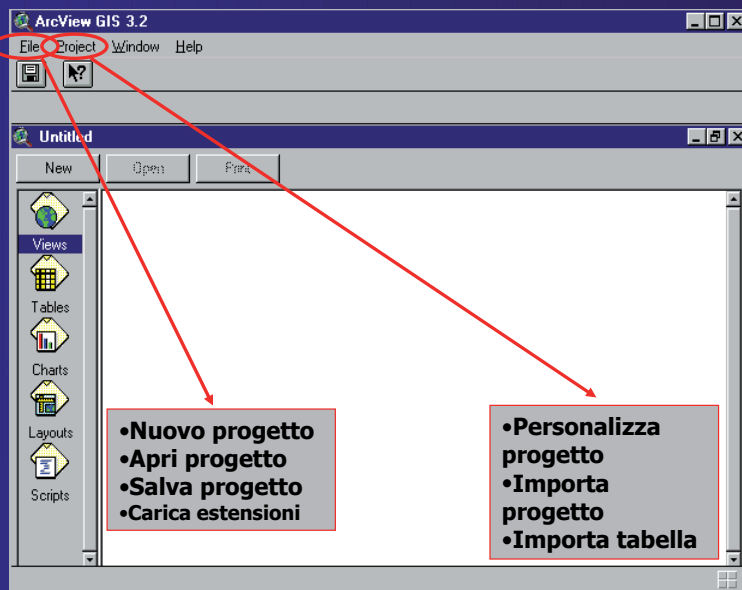 ArcView GIS 3.2
File Project Window Help
Untitled
New Open Print
Views
Tables
Charts
Layouts
Scripts
•Nuovo progetto
•Apri progetto
•Salva progetto
•Carica estensioni
•Personalizza
progetto
•Importa
progetto
•Importa tabella